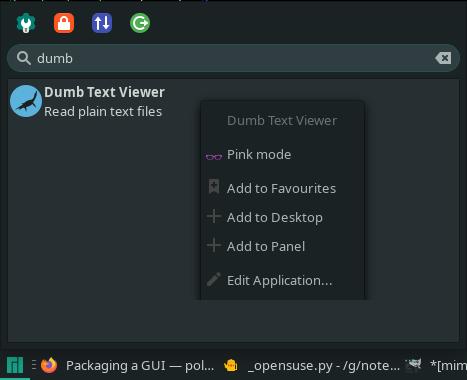 dumb
Dumb Text Viewer
Read plain text files
Dumb Text Viewer
Pink mode
Add to Favourites
Add to Desktop
Add to Panel
Edit Application...
Packaging a GUI — pol... _opensuse.py - /g/note... *[mim